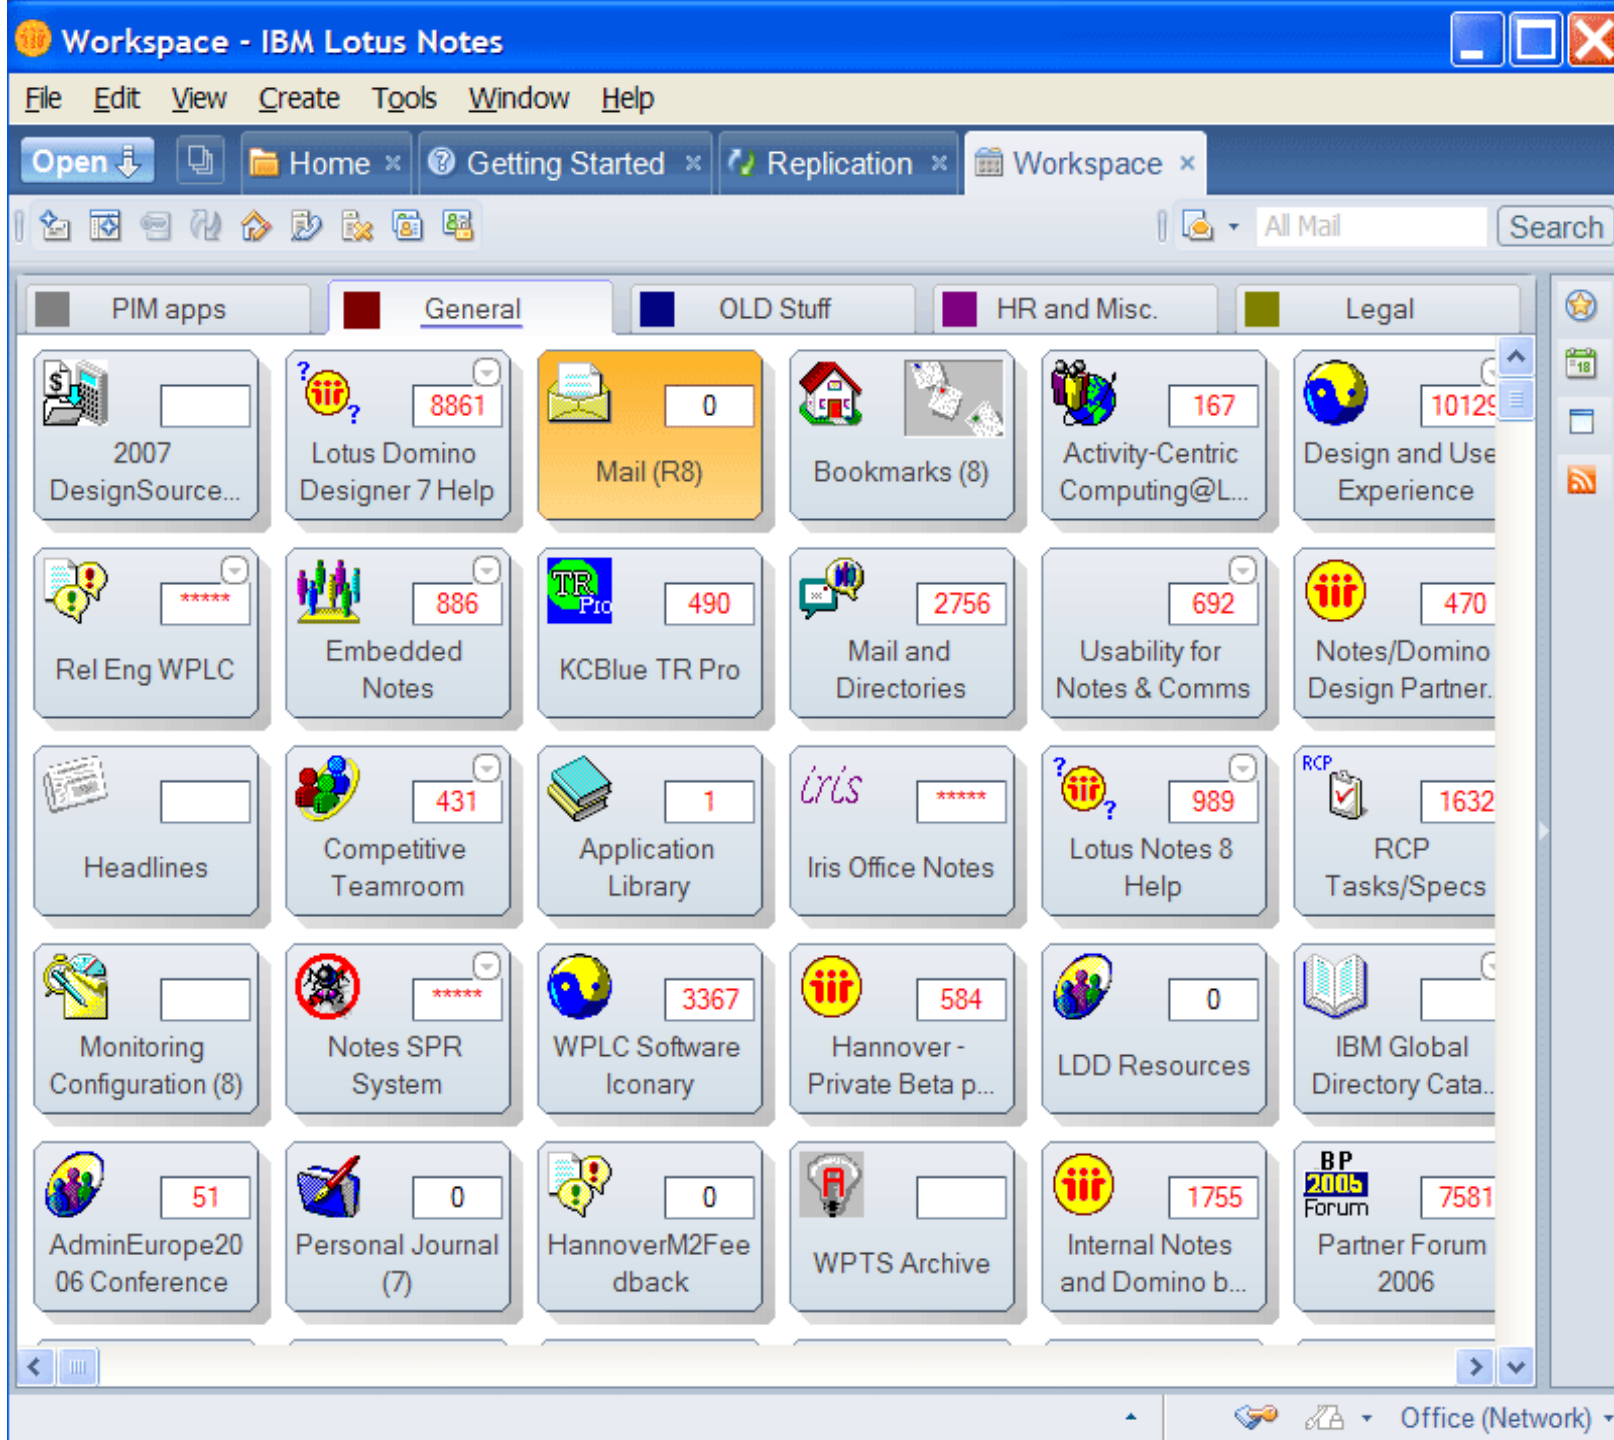 Workspace - IBM Lotus Notes
File Edit View Create Tools Window Help
Open Home Getting Started Replication Workspace
All Mail Search
PIM apps General OLD Stuff HR and Misc. Legal
18
2007
DesignSource...
8861
Lotus Domino
Designer 7 Help
0
Mail (R8)
Bookmarks (8)
167
Activity-Centric
Computing@L...
10129
Design and Use
Experience
*****
Rel Eng WPLC
886
Embedded
Notes
TR
Pro
490
KCBlue TR Pro
2756
Mail and
Directories
692
Usability for
Notes & Comms
470
Notes/Domino
Design Partner.
Headlines
431
Competitive
Teamroom
1
Application
Library
iris
*****
Iris Office Notes
989
Lotus Notes 8
Help
RCP
1632
RCP
Tasks/Specs
Monitoring
Configuration (8)
*****
Notes SPR
System
3367
WPLC Software
Iconary
584
Hannover -
Private Beta p...
0
LDD Resources
IBM Global
Directory Cata..
51
AdminEurope20
06 Conference
0
Personal Journal
(7)
0
HannoverM2Fee
dback
A
WPTS Archive
1755
Internal Notes
and Domino b...
BP
2006
Forum
7581
Partner Forum
2006
Office (Network)